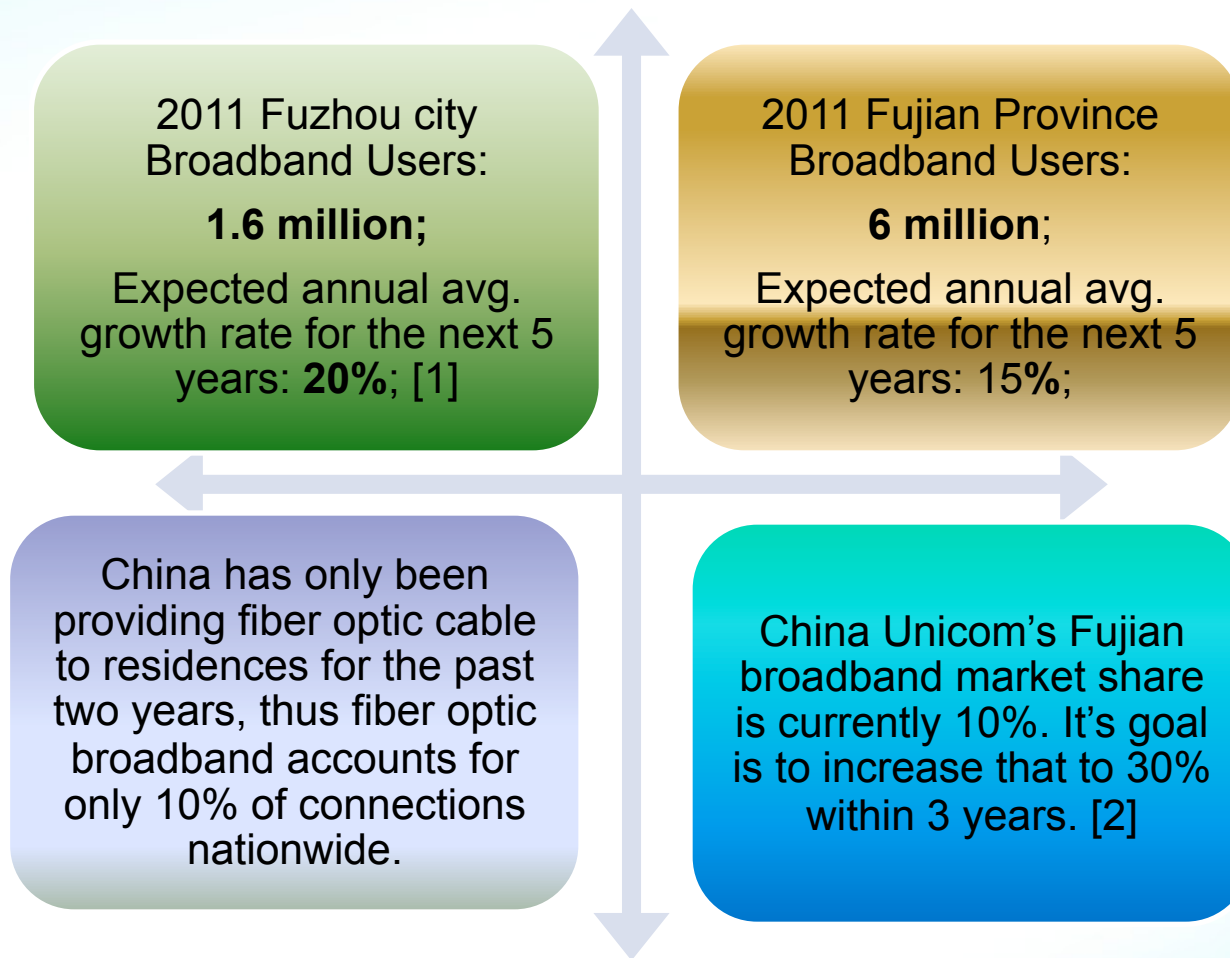 2011 Fuzhou city
Broadband Users:
1.6 million;
Expected annual avg.
growth rate for the next 5
years: 20%; [1]
2011 Fujian Province
Broadband Users:
6 million;
Expected annual avg.
growth rate for the next 5
years: 15%;
China has only been
providing fiber optic cable
to residences for the past
two years, thus fiber optic
broadband accounts for
only 10% of connections
nationwide.
China Unicom’s Fujian
broadband market share
is currently 10%. It’s goal
is to increase that to 30%
within 3 years. [2]